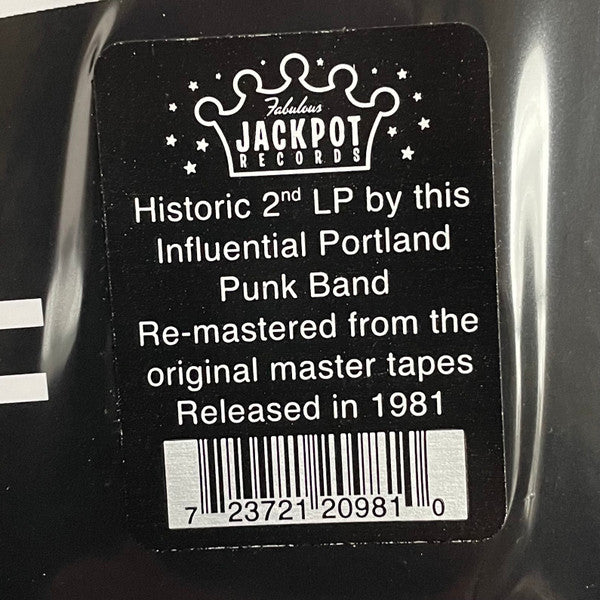 Fabulous
JACKPOT
RECORDS
Historic 2nd LP by this
Influential Portland
Punk Band
Re-mastered from the
original master tapes
Released in 1981
7 23721 20981 0